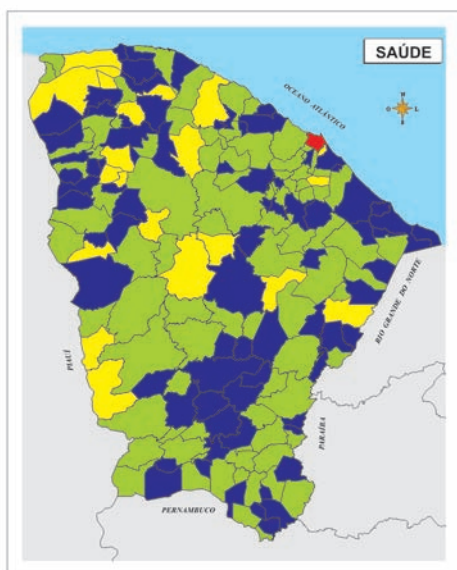 SAÚDE
OCEANO ATLÂNTICO
N
O L
S
RIO GRANDE DO NORTE
PIAUÍ
PARAÍBA
PERNAMBUCO